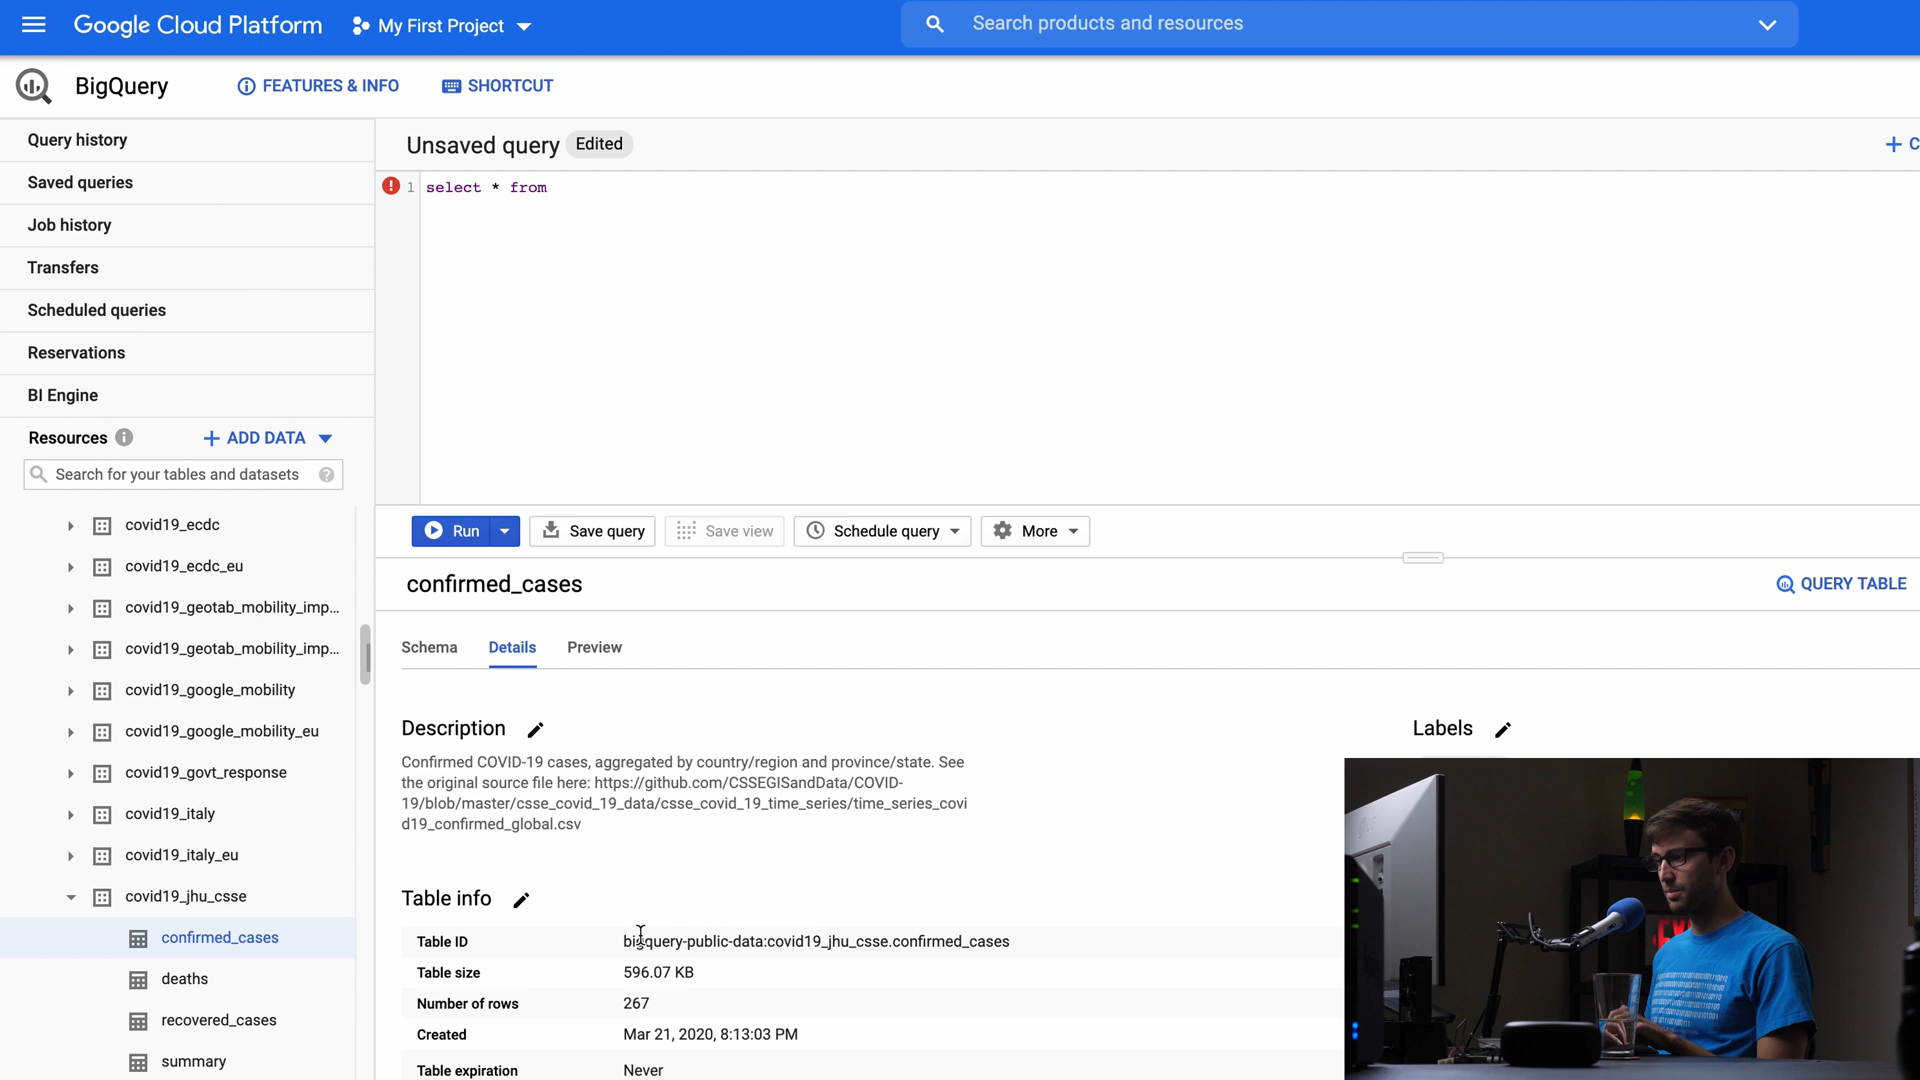 Google Cloud Platform
My First Project
Search products and resources
BigQuery
FEATURES & INFO
SHORTCUT
Query history
Saved queries
Job history
Transfers
Scheduled queries
Reservations
BI Engine
Resources
+ ADD DATA
Search for your tables and datasets
covid19_ecdc
covid19_ecdc_eu
covid19_geotab_mobility_imp...
covid19_geotab_mobility_imp...
covid19_google_mobility
covid19_google_mobility_eu
covid19_govt_response
covid19_italy
covid19_italy_eu
covid19_jhu_csse
confirmed_cases
deaths
recovered_cases
summary
Unsaved query
Edited
+ C
1 select * from
Run
Save query
Save view
Schedule query
More
confirmed_cases
QUERY TABLE
Schema
Details
Preview
Description
Labels
Confirmed COVID-19 cases, aggregated by country/region and province/state. See
the original source file here: https://github.com/CSSEGISandData/COVID-
19/blob/master/csse_covid_19_data/csse_covid_19_time_series/time_series_covi
d19_confirmed_global.csv
Table info
Table ID bigquery-public-data:covid19_jhu_csse.confirmed_cases
Table size 596.07 KB
Number of rows 267
Created Mar 21, 2020, 8:13:03 PM
Table expiration Never